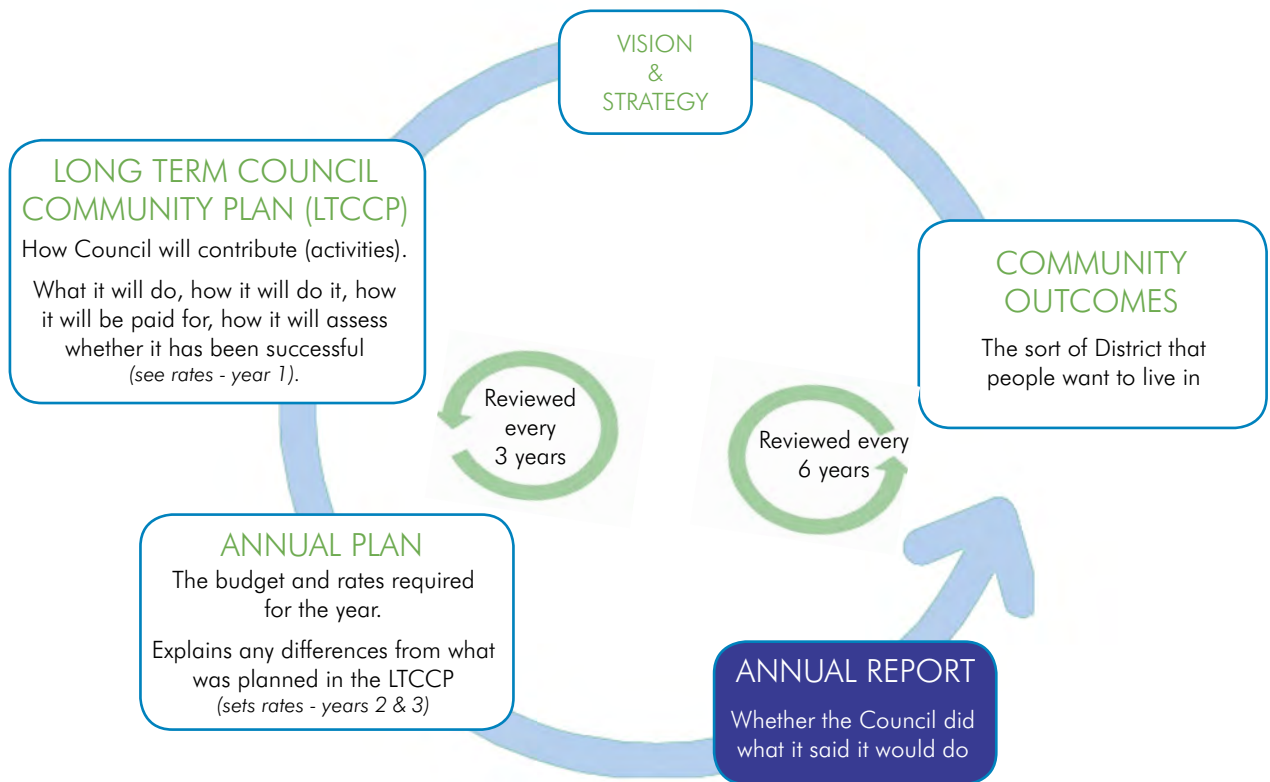 VISION
&
STRATEGY
LONG TERM COUNCIL
COMMUNITY PLAN (LTCCP)
How Council will contribute (activities).
What it will do, how it will do it, how
it will be paid for, how it will assess
whether it has been successful
(see rates - year 1).
COMMUNITY
OUTCOMES
The sort of District that
people want to live in
Reviewed
every
3 years
Reviewed every
6 years
ANNUAL PLAN
The budget and rates required
for the year.
Explains any differences from what
was planned in the LTCCP
(sets rates - years 2 & 3)
ANNUAL REPORT
Whether the Council did
what it said it would do